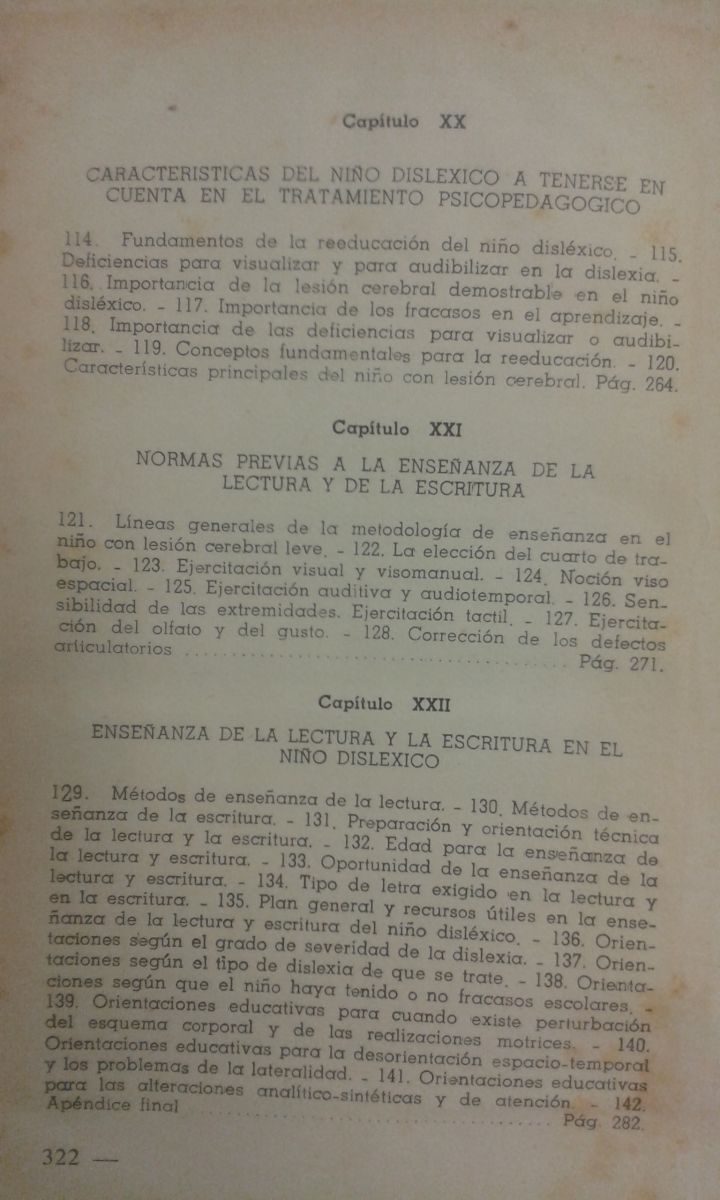 Capítulo XX
CARACTERISTICAS DEL NIÑO DISLEXICO A TENERSE EN
CUENTA EN EL TRATAMIENTO PSICOPEDAGOGICO
114. Fundamentos de la reeducación del niño disléxico. - 115.
Deficiencias para visualizar y para audibilizar en la dislexia. -
116. Importancia de la lesión cerebral demostrable en el niño
disléxico. - 117. Importancia de los fracasos en el aprendizaje. -
118. Importancia de las deficiencias para visualizar o audibi-
lizar. - 119. Conceptos fundamentales para la reeducación. - 120.
Características principales del niño con lesión cerebral. Pág. 264.
Capítulo XXI
NORMAS PREVIAS A LA ENSEÑANZA DE LA
LECTURA Y DE LA ESCRITURA
121. Líneas generales de la metodología de enseñanza en el
niño con lesión cerebral leve. - 122. La elección del cuarto de tra-
bajo. - 123. Ejercitación visual y visomanual. - 124. Noción viso
espacial. - 125. Ejercitación auditiva y audiotemporal. - 126. Sen-
sibilidad de las extremidades. Ejercitación tactil. - 127. Ejercita-
ción del olfato y del gusto. - 128. Corrección de los defectos
articulatorios ........................................ Pág. 271.
Capítulo XXII
ENSEÑANZA DE LA LECTURA Y LA ESCRITURA EN EL
NIÑO DISLEXICO
129. Métodos de enseñanza de la lectura. - 130. Métodos de en-
señanza de la escritura. - 131. Preparación y orientación técnica
de la lectura y la escritura. - 132. Edad para la enseñanza de
la lectura y escritura. - 133. Oportunidad de la enseñanza de la
lectura y escritura. - 134. Tipo de letra exigido en la lectura y
en la escritura. - 135. Plan general y recursos útiles en la ense-
ñanza de la lectura y escritura del niño disléxico. - 136. Orien-
taciones según el grado de severidad de la dislexia. - 137. Orien-
taciones según el tipo de dislexia de que se trate. - 138. Orienta-
ciones según que el niño haya tenido o no fracasos escolares. -
139. Orientaciones educativas para cuando existe perturbación
del esquema corporal y de las realizaciones motrices. - 140.
Orientaciones educativas para la desorientación espacio-temporal
y los problemas de la lateralidad. - 141. Orientaciones educativas
para las alteraciones analítico-sintéticas y de atención. - 142.
Apéndice final ........................................ Pág. 282.
322 —